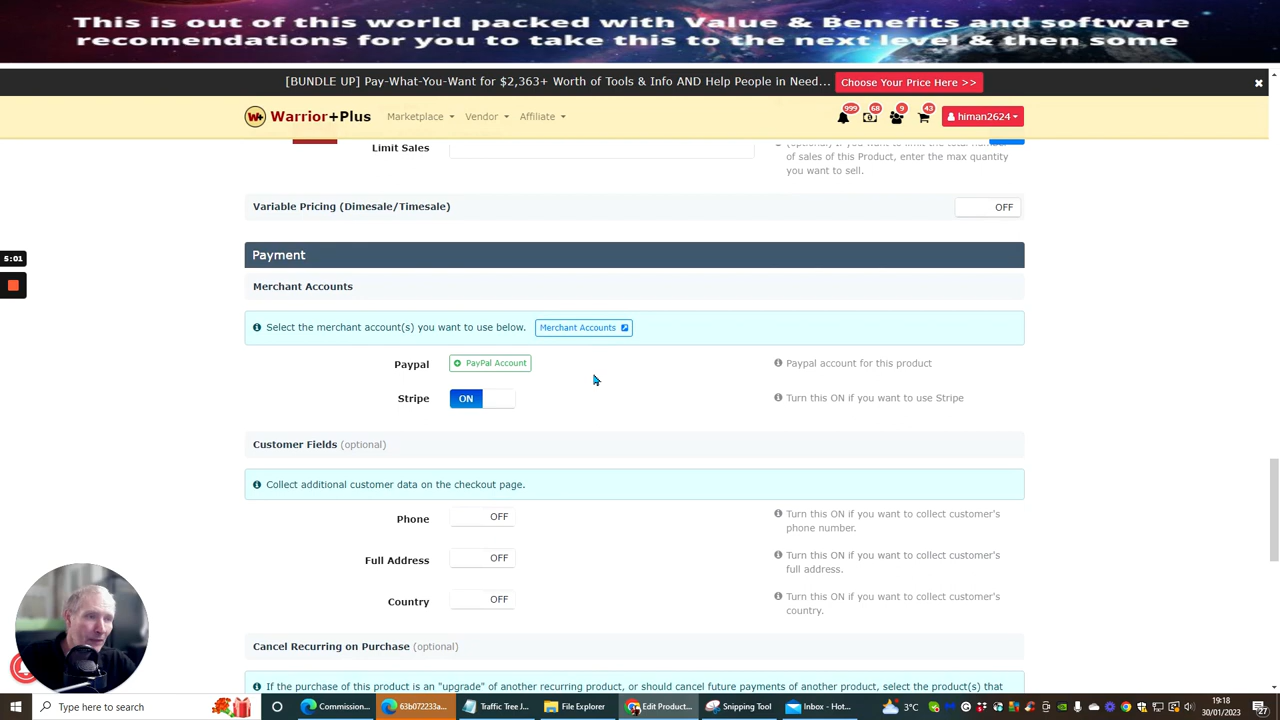 This is out of this world packed with Value & Benefits and software
recomendations for you to take this to the next level & then some
[BUNDLE UP] Pay-What-You-Want for $2,363+ Worth of Tools & Info AND Help People in Need... Choose Your Price Here >>
W+ Warrior+Plus Marketplace Vendor Affiliate 999 68 9 43 himan2624
Limit Sales
(optional) If you want to limit the total number
of sales of this Product, enter the max quantity
you want to sell.
Variable Pricing (Dimesale/Timesale) OFF
5:01
Payment
Merchant Accounts
Select the merchant account(s) you want to use below. Merchant Accounts
Paypal PayPal Account Paypal account for this product
Stripe ON Turn this ON if you want to use Stripe
Customer Fields (optional)
Collect additional customer data on the checkout page.
Phone OFF Turn this ON if you want to collect customer's
phone number.
Full Address OFF Turn this ON if you want to collect customer's
full address.
Country OFF Turn this ON if you want to collect customer's
country.
Cancel Recurring on Purchase (optional)
If the purchase of this product is an "upgrade" of another recurring product, or should cancel future payments of another product, select the product(s) that
Type here to search Commission... 63b072233a... Traffic Tree J... File Explorer Edit Product... Snipping Tool Inbox - Hot... 3°C 19:18
30/01/2023